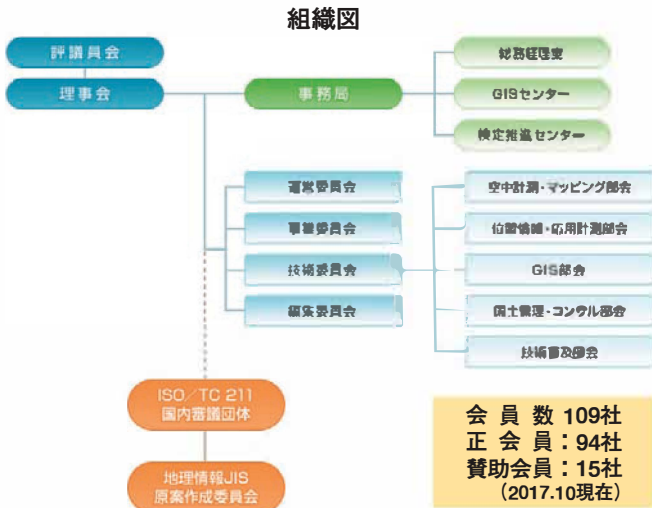 組織図
評議員会
理事会
事務局
総務経理室
GISセンター
検定推進センター
運営委員会
事業委員会
技術委員会
編集委員会
空中計測・マッピング部会
位置情報・応用計測部会
GIS部会
国土管理・コンサル部会
技術普及部会
ISO/TC 211
国内審議団体
地理情報JIS
原案作成委員会
会員数 109社
正会員：94社
賛助会員：15社
（2017.10現在）